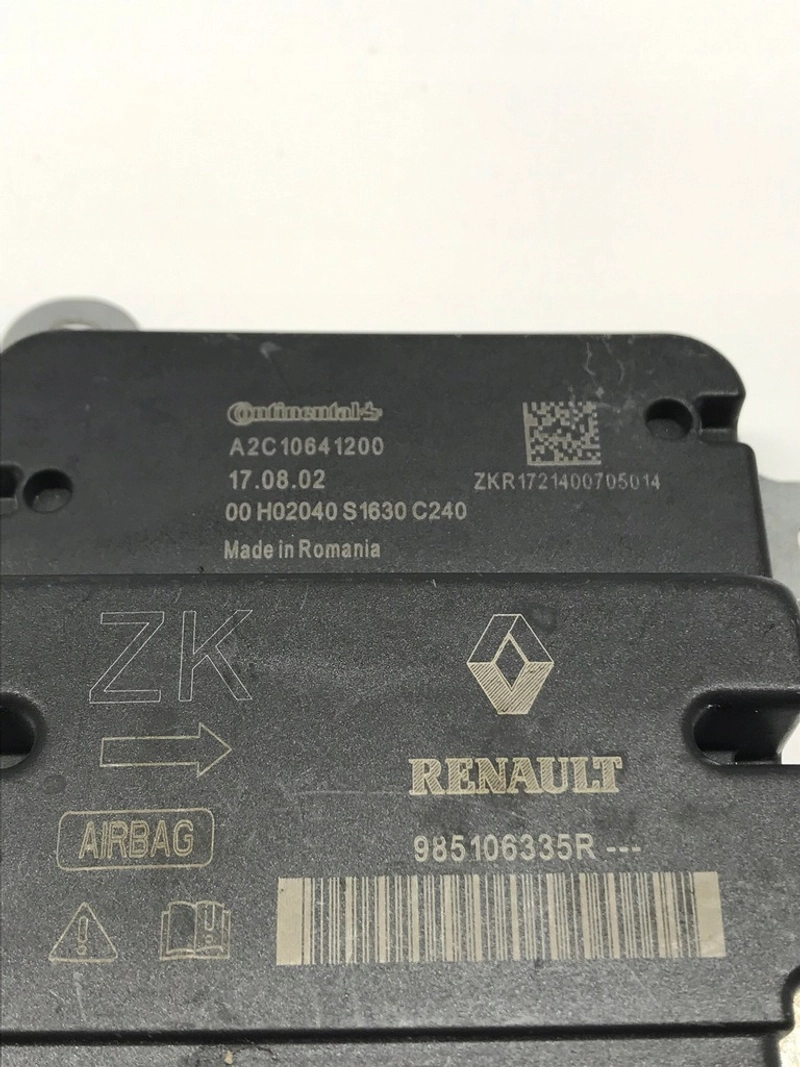 Continental
A2C10641200
17.08.02
ZKR1721400705014
00 H02040 S1630 C240
Made in Romania
ZK
RENAULT
AIRBAG
985106335R ---